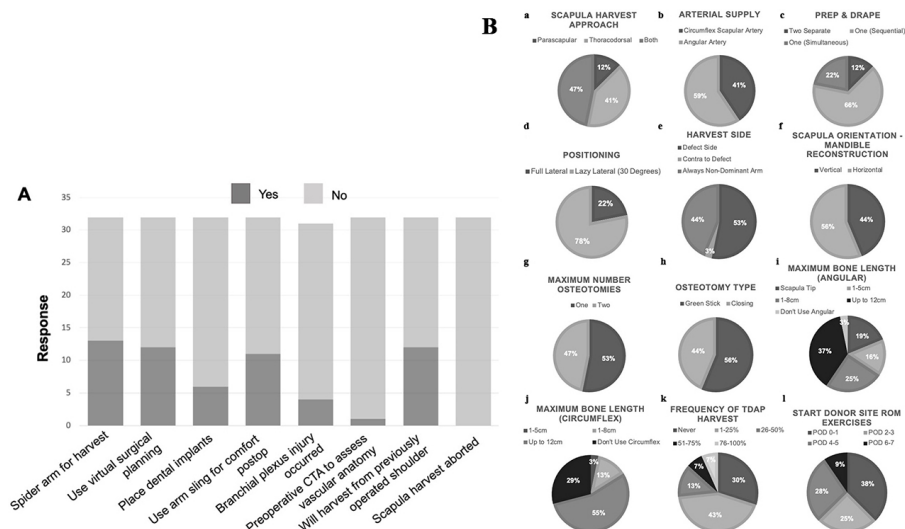 A
Yes
No
Response
35
30
25
20
15
10
5
0
Spider arm for harvest
Use virtual surgical
planning
Place dental implants
Use arm sling for comfort
postop
Branchial plexus injury
occurred
Preoperative CTA to assess
vascular anatomy
Will harvest from previously
operated shoulder
Scapula harvest aborted
B
a
SCAPULA HARVEST
APPROACH
Parascapular Thoracodorsal Both
12%
41%
47%
b
ARTERIAL SUPPLY
Circumflex Scapular Artery
Angular Artery
41%
59%
c
PREP & DRAPE
Two Separate One (Sequential)
One (Simultaneous)
12%
66%
22%
d
POSITIONING
Full Lateral Lazy Lateral (30 Degrees)
22%
78%
e
HARVEST SIDE
Defect Side
Contra to Defect
Always Non-Dominant Arm
53%
3%
44%
f
SCAPULA ORIENTATION -
MANDIBLE
RECONSTRUCTION
Vertical Horizontal
44%
56%
g
MAXIMUM NUMBER
OSTEOTOMIES
One Two
53%
47%
h
OSTEOTOMY TYPE
Green Stick Closing
56%
44%
i
MAXIMUM BONE LENGTH
(ANGULAR)
Scapula Tip 1-5cm
1-8cm Up to 12cm
Don't Use Angular
19%
16%
25%
37%
3%
j
MAXIMUM BONE LENGTH
(CIRCUMFLEX)
1-5cm 1-8cm
Up to 12cm Don't Use Circumflex
3%
13%
55%
29%
k
FREQUENCY OF TDAP
HARVEST
Never 1-25% 26-50%
51-75% 76-100%
30%
43%
13%
7%
7%
l
START DONOR SITE ROM
EXERCISES
POD 0-1 POD 2-3
POD 4-5 POD 6-7
38%
25%
28%
9%